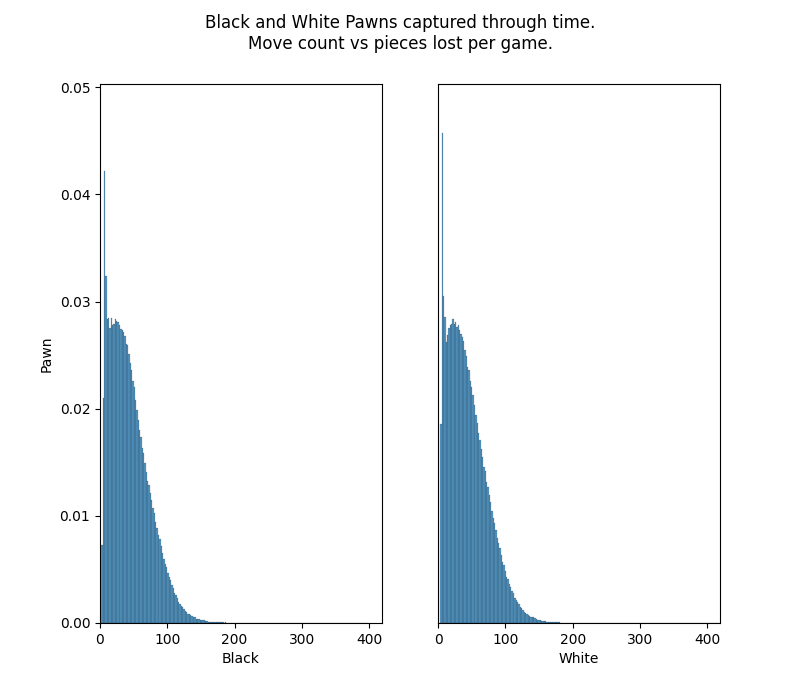 Black and White Pawns captured through time.
Move count vs pieces lost per game.
0.05
0.04
0.03
0.02
0.01
0.00
Pawn
0 100 200 300 400
Black
0 100 200 300 400
White